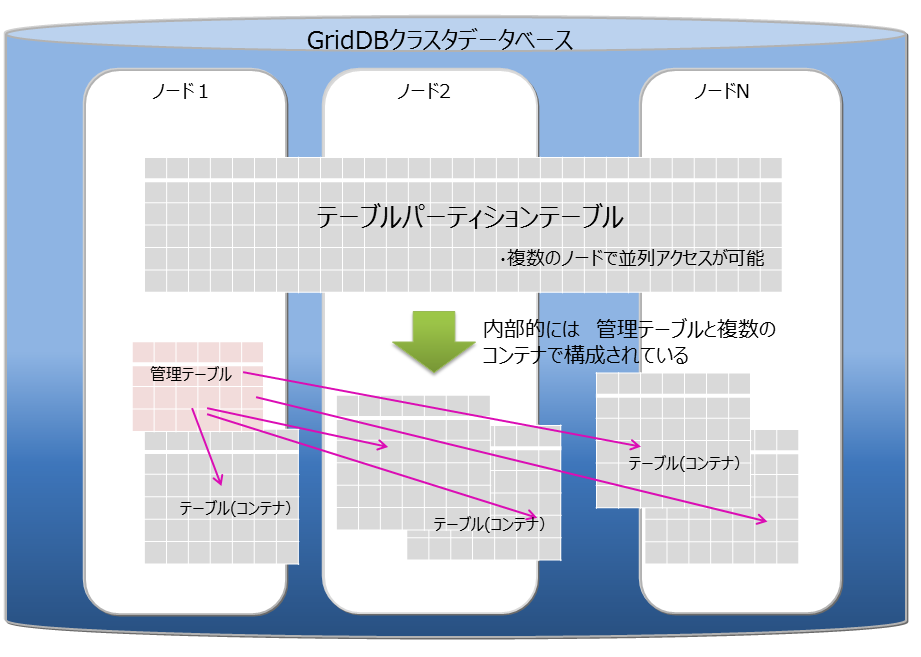 GridDBクラスタデータベース
ノード１
ノード2
ノードN
テーブルパーティションテーブル
・複数のノードで並列アクセスが可能
内部的には　管理テーブルと複数の
コンテナで構成されている
管理テーブル
テーブル(コンテナ)
テーブル(コンテナ)
テーブル(コンテナ)